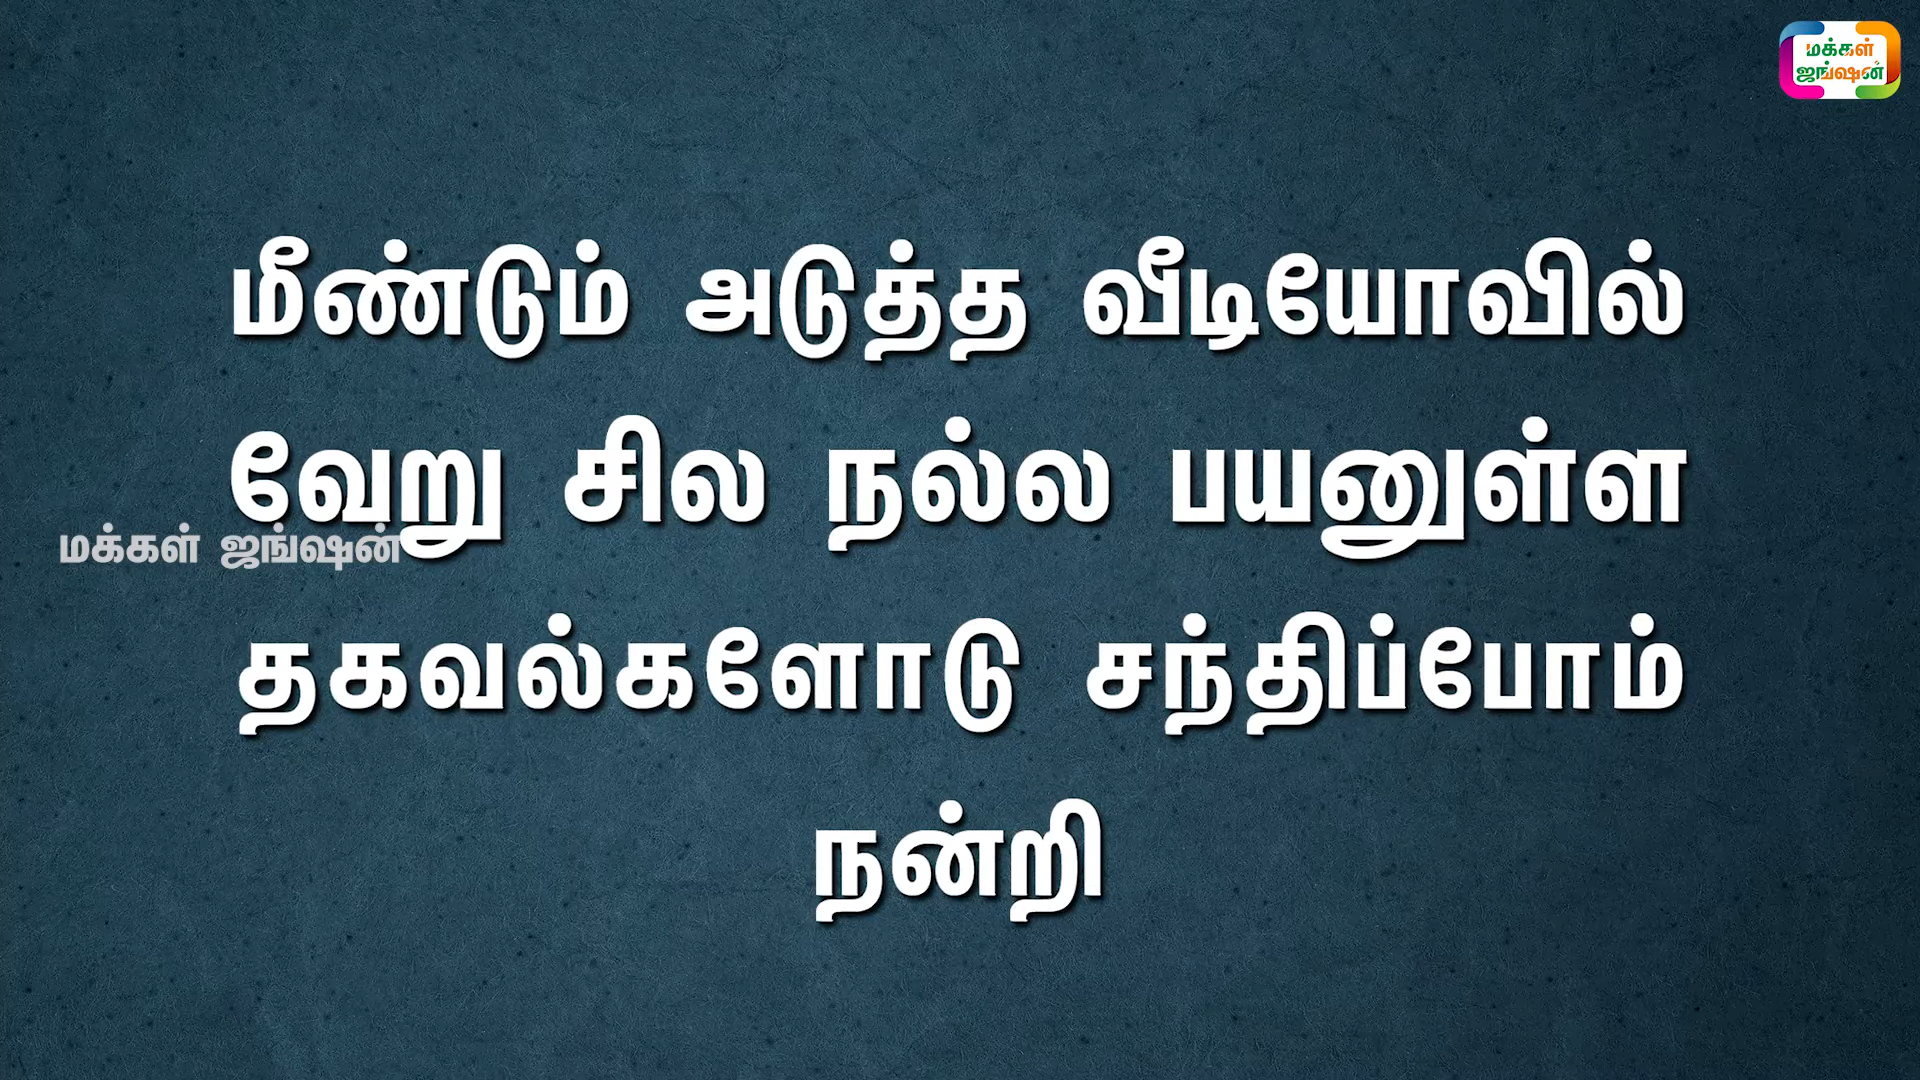 மக்கள்
ஜங்ஷன்
மீண்டும் அடுத்த வீடியோவில்
வேறு சில நல்ல பயனுள்ள
மக்கள் ஜங்ஷன்
தகவல்களோடு சந்திப்போம்
நன்றி